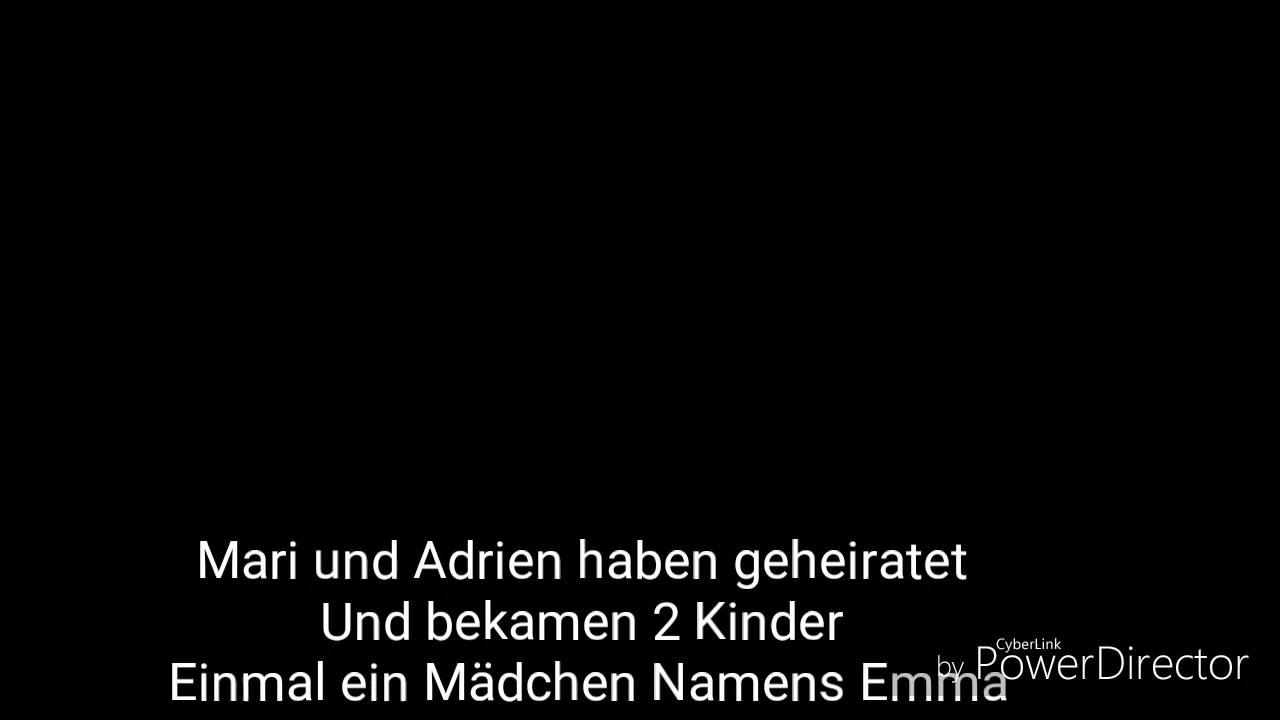 Mari und Adrien haben geheiratet
Und bekamen 2 Kinder
Einmal ein Mädchen Namens Emma
CyberLink
by PowerDirector